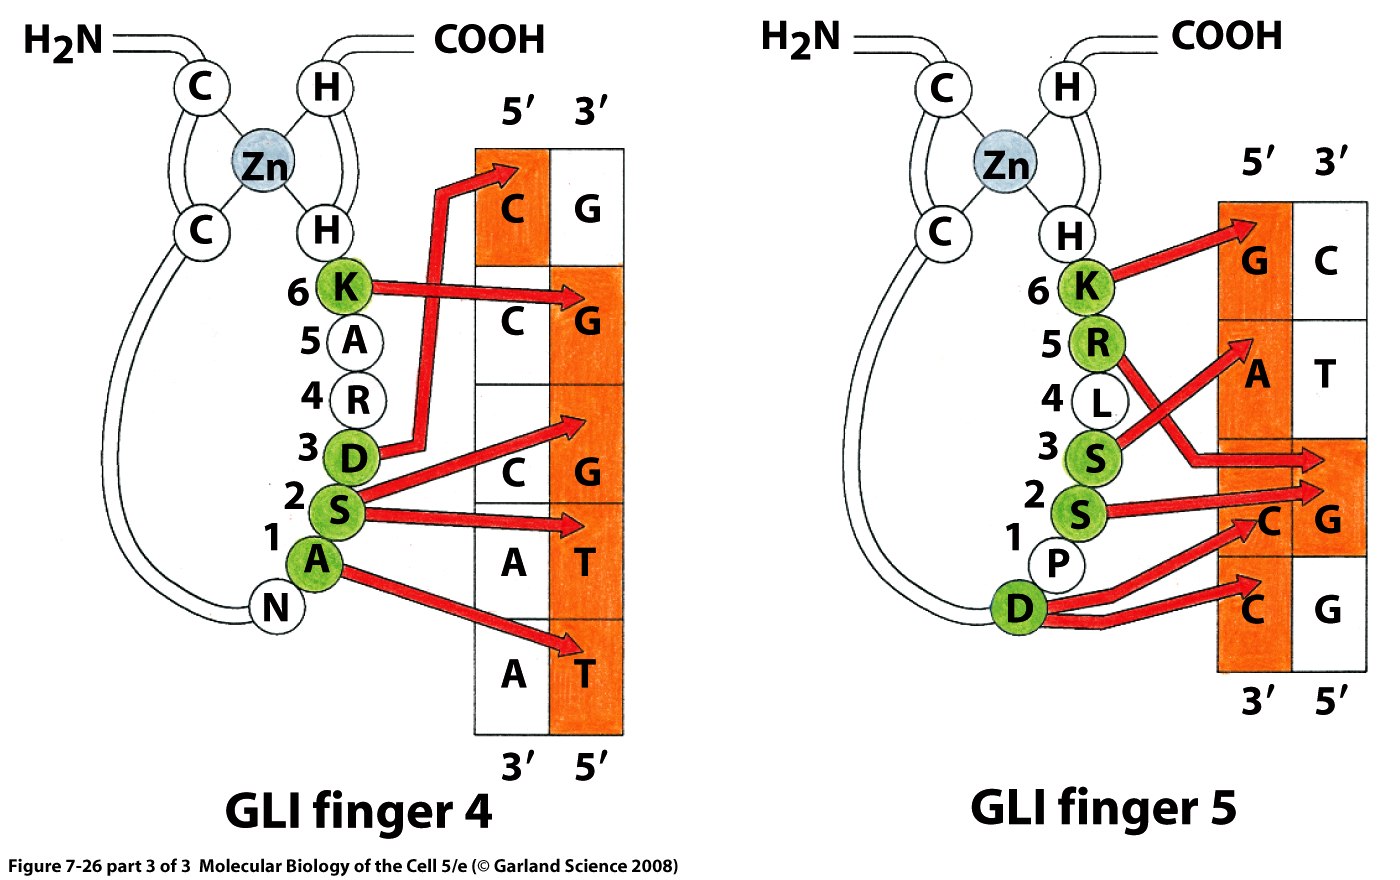 H2N COOH
C H
Zn
C H
6 K
5 A
4 R
3 D
2 S
1 A
N
5′ 3′
C G
C G
C G
A T
A T
3′ 5′
GLI finger 4
H2N COOH
C H
Zn
C H
6 K
5 R
4 L
3 S
2 S
1 P
D
5′ 3′
G C
A T
C G
C G
3′ 5′
GLI finger 5
Figure 7-26 part 3 of 3 Molecular Biology of the Cell 5/e (© Garland Science 2008)